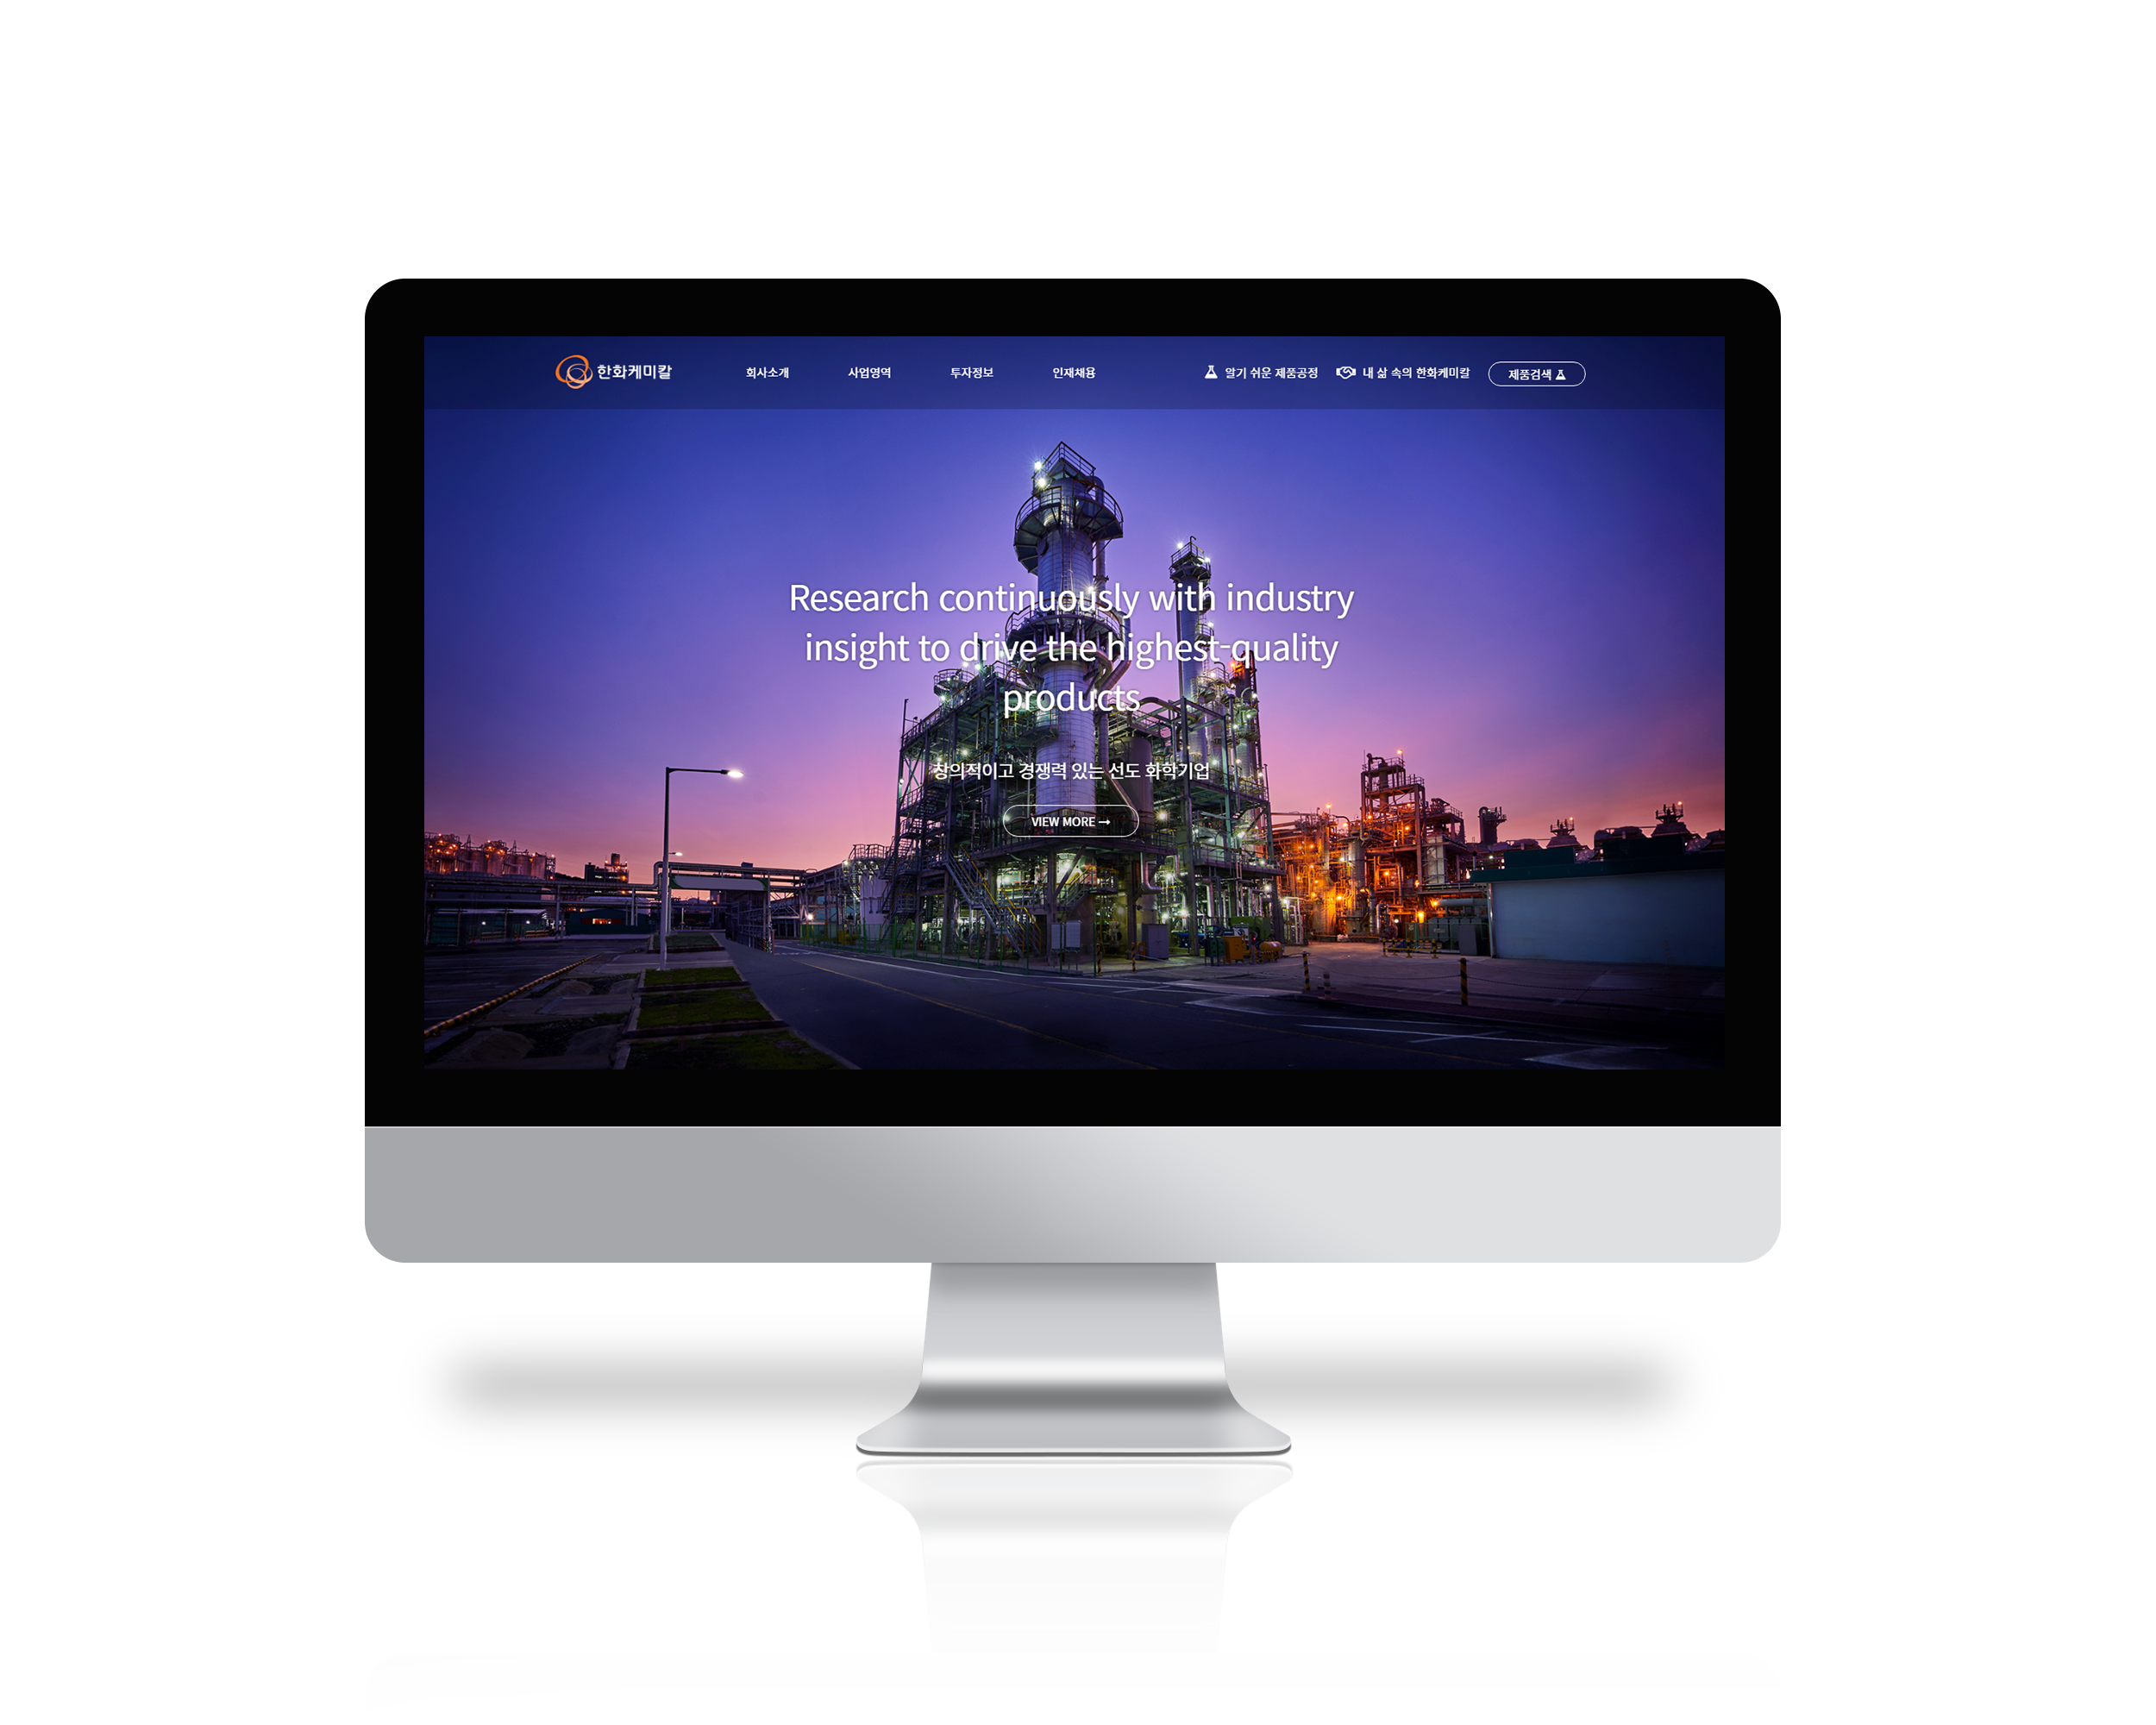 한화케미칼
회사소개
사업영역
투자정보
인재채용
알기 쉬운 제품공정
내 삶 속의 한화케미칼
제품검색
Research continuously with industry
insight to drive the highest-quality
products
창의적이고 경쟁력 있는 선도 화학기업
VIEW MORE